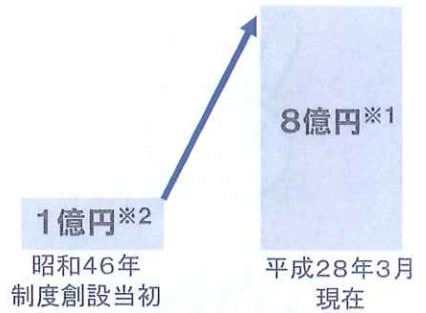 8億円※1
1億円※2
昭和46年
制度創設当初
平成28年3月
現在